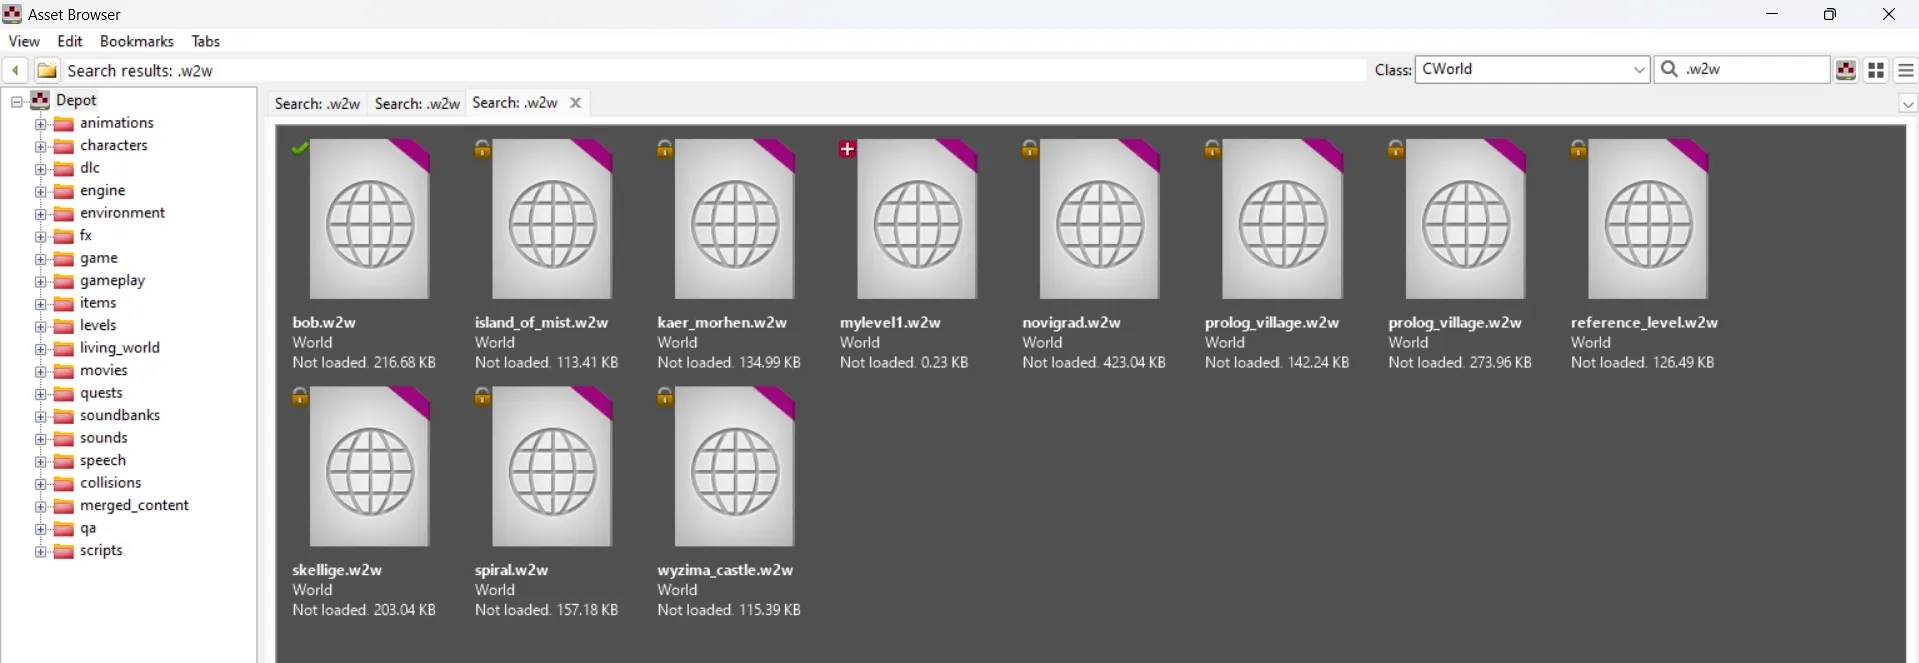 Asset Browser
View Edit Bookmarks Tabs
Search results: .w2w
Class: CWorld .w2w
Depot
animations
characters
dlc
engine
environment
fx
game
gameplay
items
levels
living_world
movies
quests
soundbanks
sounds
speech
collisions
merged_content
qa
scripts
Search: .w2w Search: .w2w Search: .w2w
bob.w2w
World
Not loaded. 216.68 KB
island_of_mist.w2w
World
Not loaded. 113.41 KB
kaer_morhen.w2w
World
Not loaded. 134.99 KB
mylevel1.w2w
World
Not loaded. 0.23 KB
novigrad.w2w
World
Not loaded. 423.04 KB
prolog_village.w2w
World
Not loaded. 142.24 KB
prolog_village.w2w
World
Not loaded. 273.96 KB
reference_level.w2w
World
Not loaded. 126.49 KB
skellige.w2w
World
Not loaded. 203.04 KB
spiral.w2w
World
Not loaded. 157.18 KB
wyzima_castle.w2w
World
Not loaded. 115.39 KB